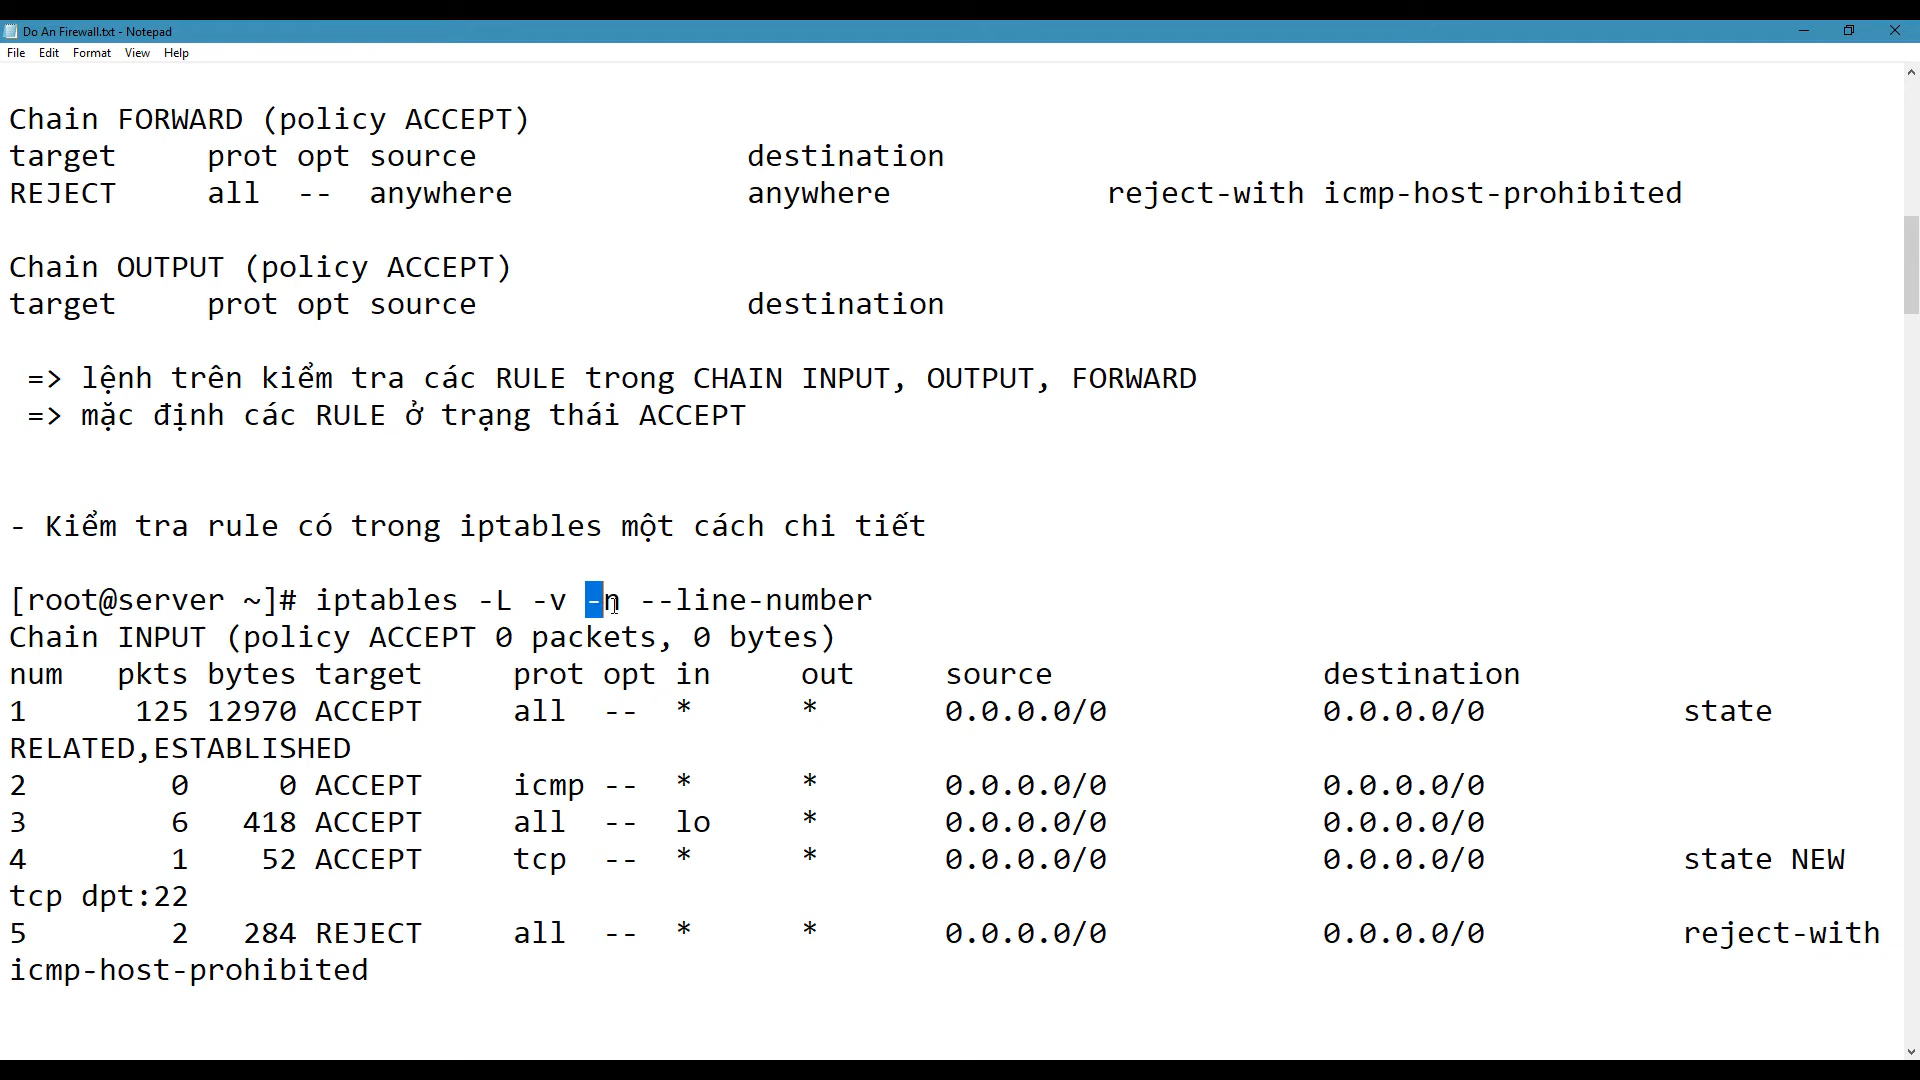 Do An Firewall.txt - Notepad
File Edit Format View Help
Chain FORWARD (policy ACCEPT)
target prot opt source destination
REJECT all -- anywhere anywhere reject-with icmp-host-prohibited
Chain OUTPUT (policy ACCEPT)
target prot opt source destination
=> lệnh trên kiểm tra các RULE trong CHAIN INPUT, OUTPUT, FORWARD
=> mặc định các RULE ở trạng thái ACCEPT
- Kiểm tra rule có trong iptables một cách chi tiết
[root@server ~]# iptables -L -v -n --line-number
Chain INPUT (policy ACCEPT 0 packets, 0 bytes)
num pkts bytes target prot opt in out source destination
1 125 12970 ACCEPT all -- * * 0.0.0.0/0 0.0.0.0/0 state
RELATED,ESTABLISHED
2 0 0 ACCEPT icmp -- * * 0.0.0.0/0 0.0.0.0/0
3 6 418 ACCEPT all -- lo * 0.0.0.0/0 0.0.0.0/0
4 1 52 ACCEPT tcp -- * * 0.0.0.0/0 0.0.0.0/0 state NEW
tcp dpt:22
5 2 284 REJECT all -- * * 0.0.0.0/0 0.0.0.0/0 reject-with
icmp-host-prohibited